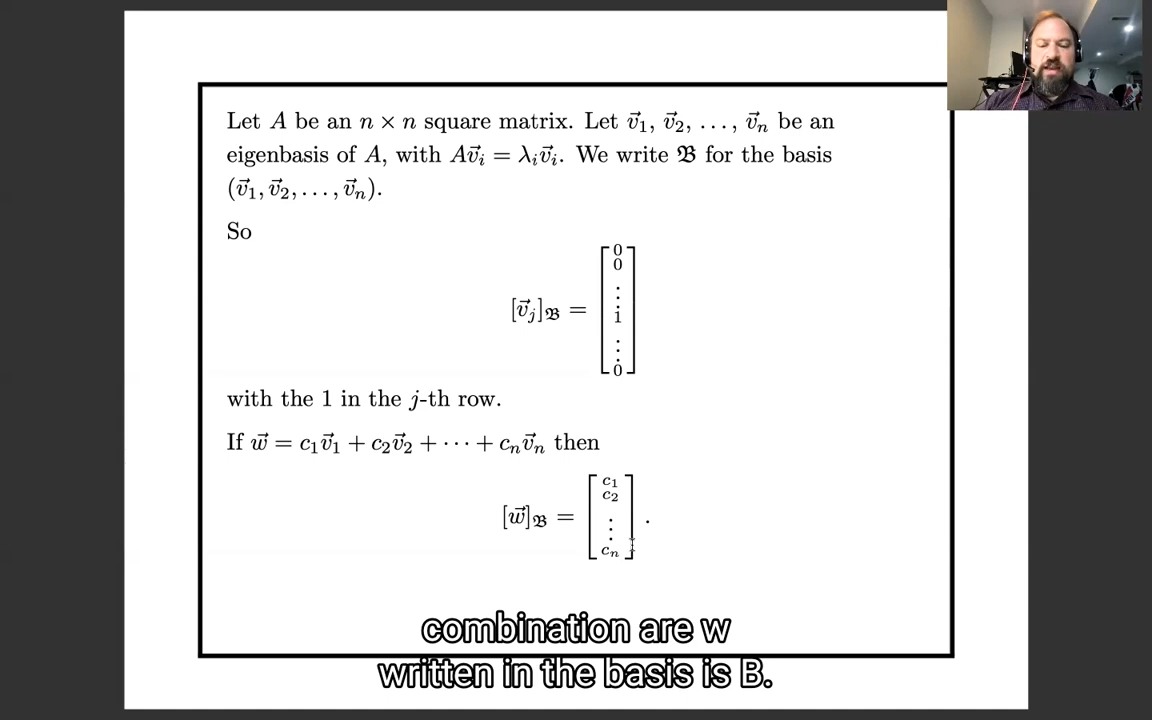 Let A be an n × n square matrix. Let v⃗₁, v⃗₂, . . . , v⃗ₙ be an
eigenbasis of A, with Av⃗ᵢ = λᵢv⃗ᵢ. We write 𝔅 for the basis
(v⃗₁, v⃗₂, . . . , v⃗ₙ).
So
[v⃗ⱼ]𝔅 = [0 0 ⋮ 1 ⋮ 0]
with the 1 in the j-th row.
If w⃗ = c₁v⃗₁ + c₂v⃗₂ + · · · + cₙv⃗ₙ then
[w⃗]𝔅 = [c₁ c₂ ⋮ cₙ] .
combination are w
written in the basis is B.